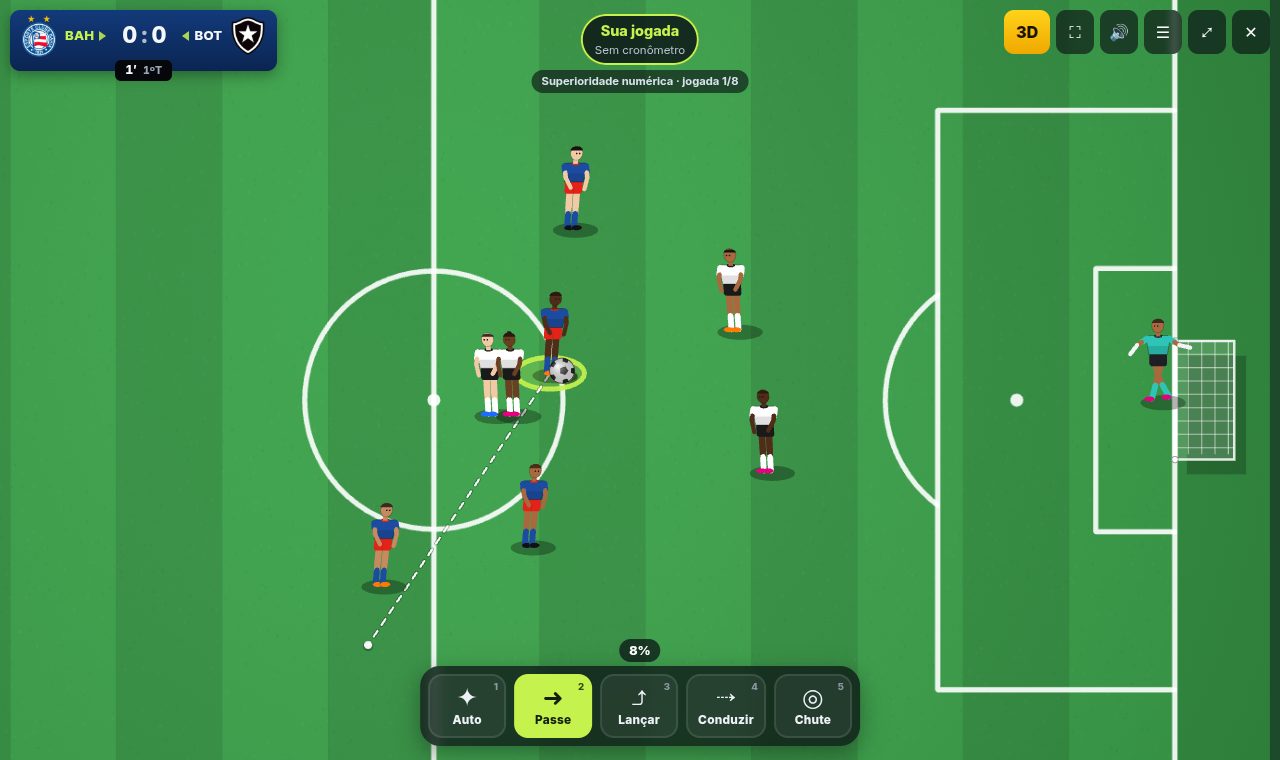 BAH
0:0
BOT
1′ 1ºT
Sua jogada
Sem cronômetro
Superioridade numérica · jogada 1/8
3D
8%
1
Auto
2
Passe
3
Lançar
4
Conduzir
5
Chute